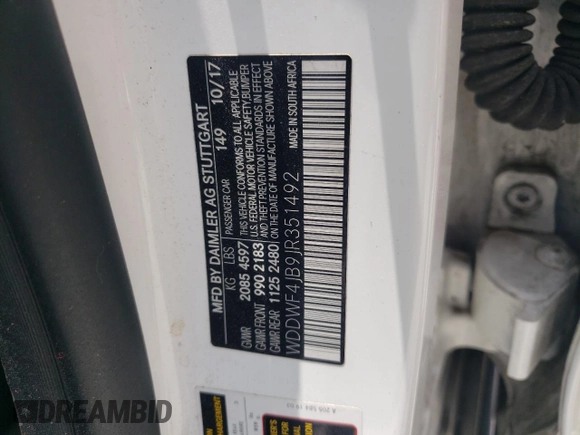 MFD BY DAIMLER AG STUTTGART
149 10/17
PASSENGER CAR
KG LBS
GVWR 2085 4597
GAWR FRONT 990 2183
GAWR REAR 1125 2480
THIS VEHICLE CONFORMS TO ALL APPLICABLE
U.S. FEDERAL MOTOR VEHICLE SAFETY, BUMPER
AND THEFT PREVENTION STANDARDS IN EFFECT
ON THE DATE OF MANUFACTURE SHOWN ABOVE
WDDWF4JB9JR351492
MADE IN SOUTH AFRICA
DREAMBID